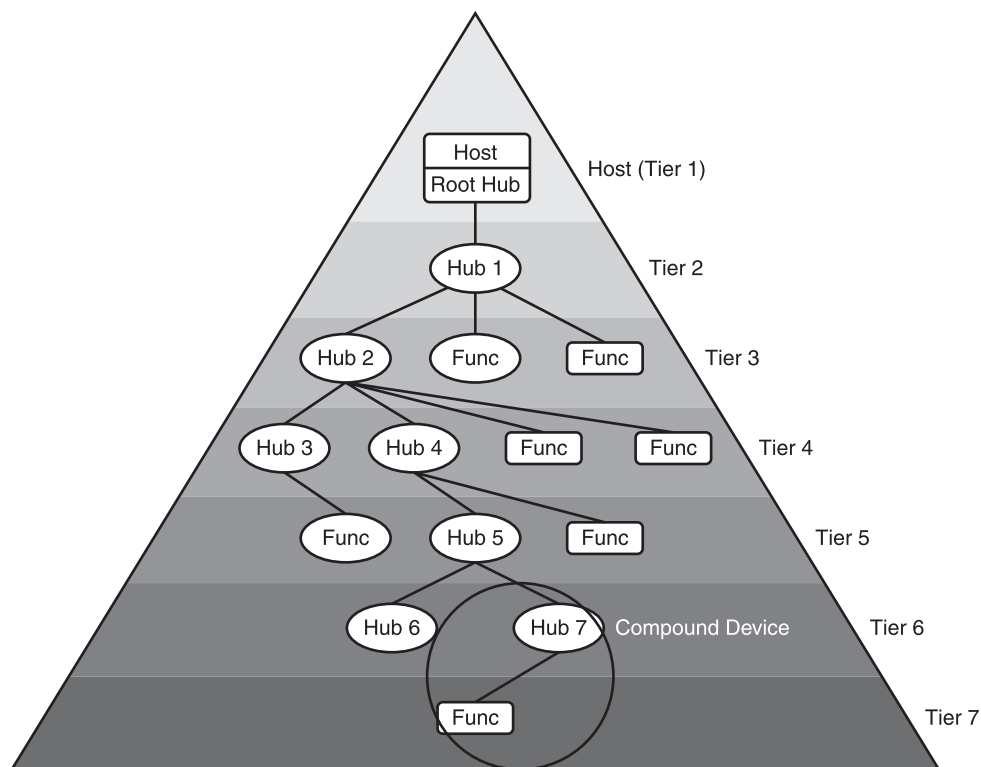 Host
Root Hub
Host (Tier 1)
Hub 1
Tier 2
Hub 2
Func
Func
Tier 3
Hub 3
Hub 4
Func
Func
Tier 4
Func
Hub 5
Func
Tier 5
Hub 6
Hub 7
Compound Device
Tier 6
Func
Tier 7